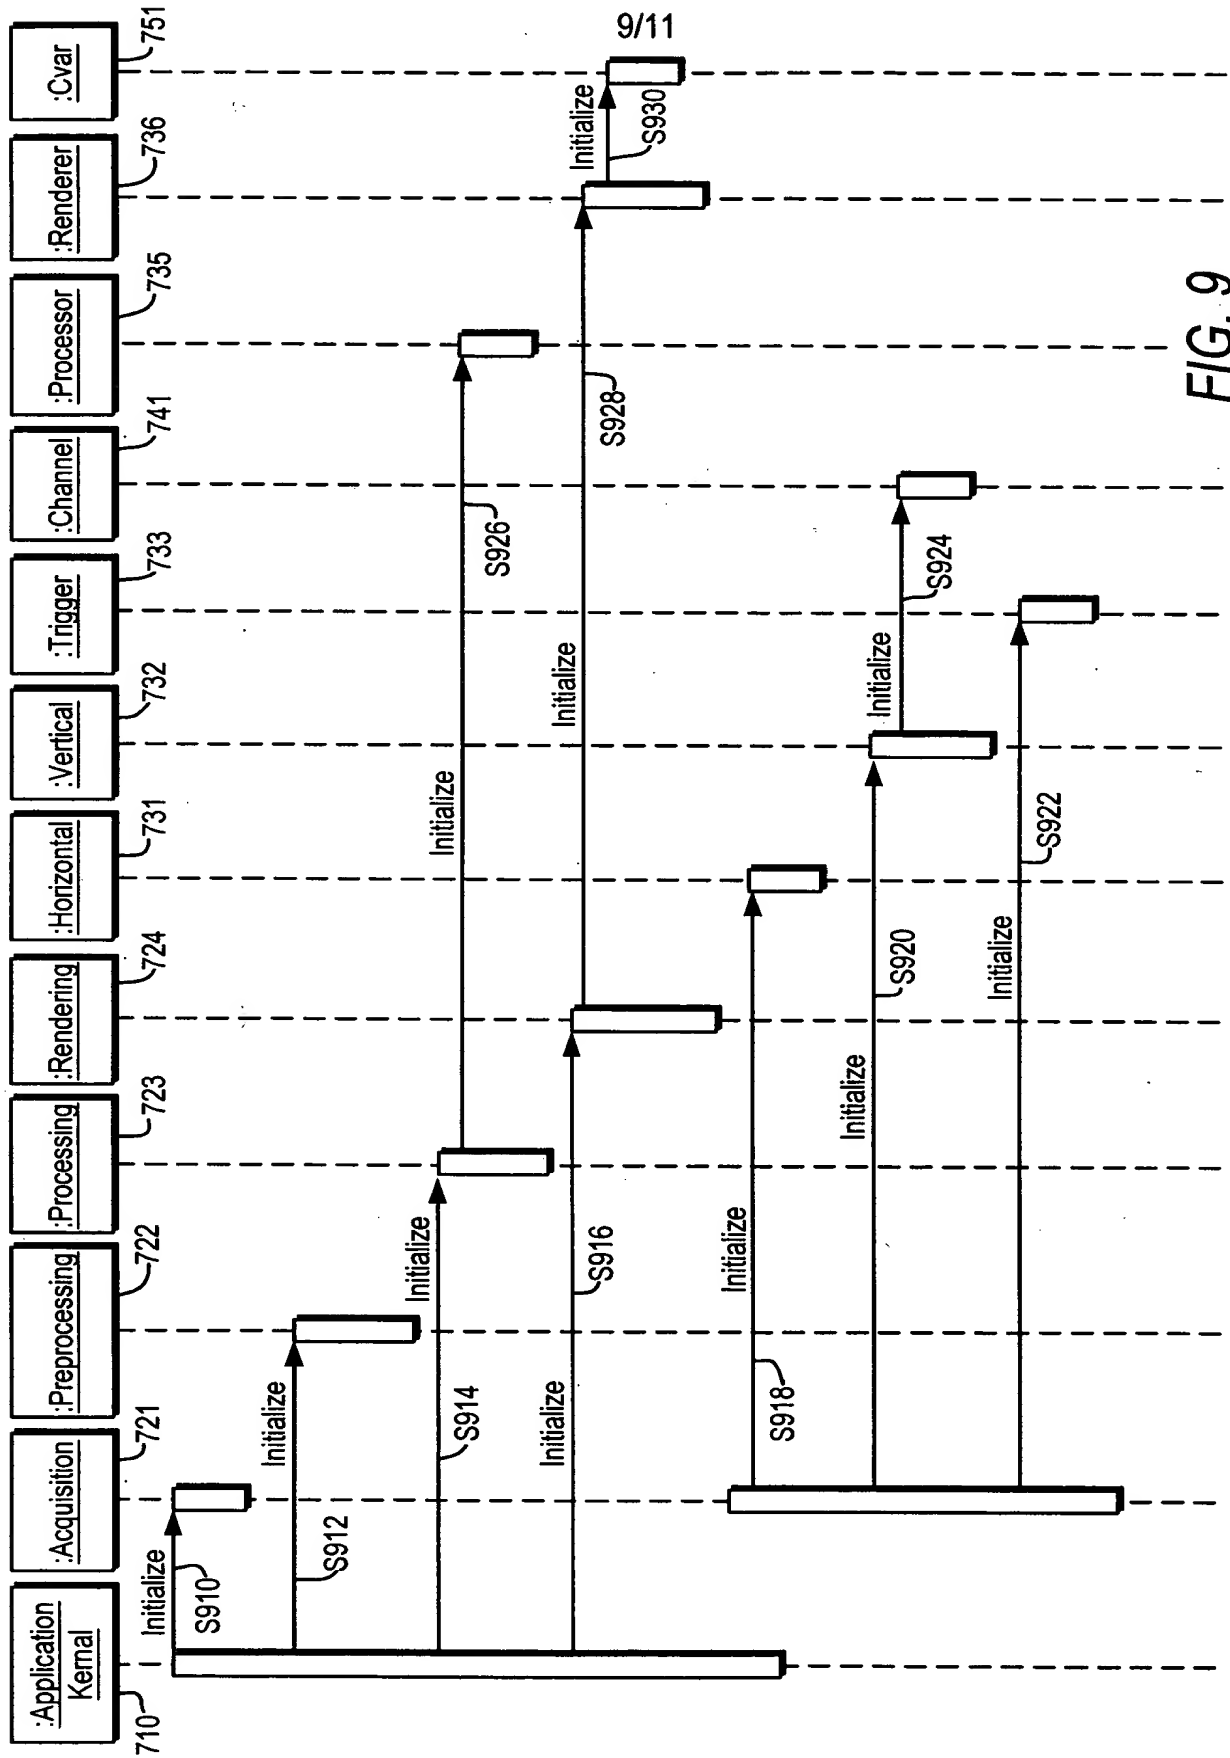 :Application
Kernal
:Acquisition
:Preprocessing
:Processing
:Rendering
:Horizontal
:Vertical
:Trigger
:Channel
:Processor
:Renderer
:Cvar
710
721
722
723
724
731
732
733
741
735
736
751
Initialize
S910
Initialize
S912
Initialize
S914
Initialize
S926
Initialize
S916
Initialize
S928
Initialize
S930
Initialize
S918
Initialize
S920
Initialize
S924
Initialize
S922
9/11
FIG. 9